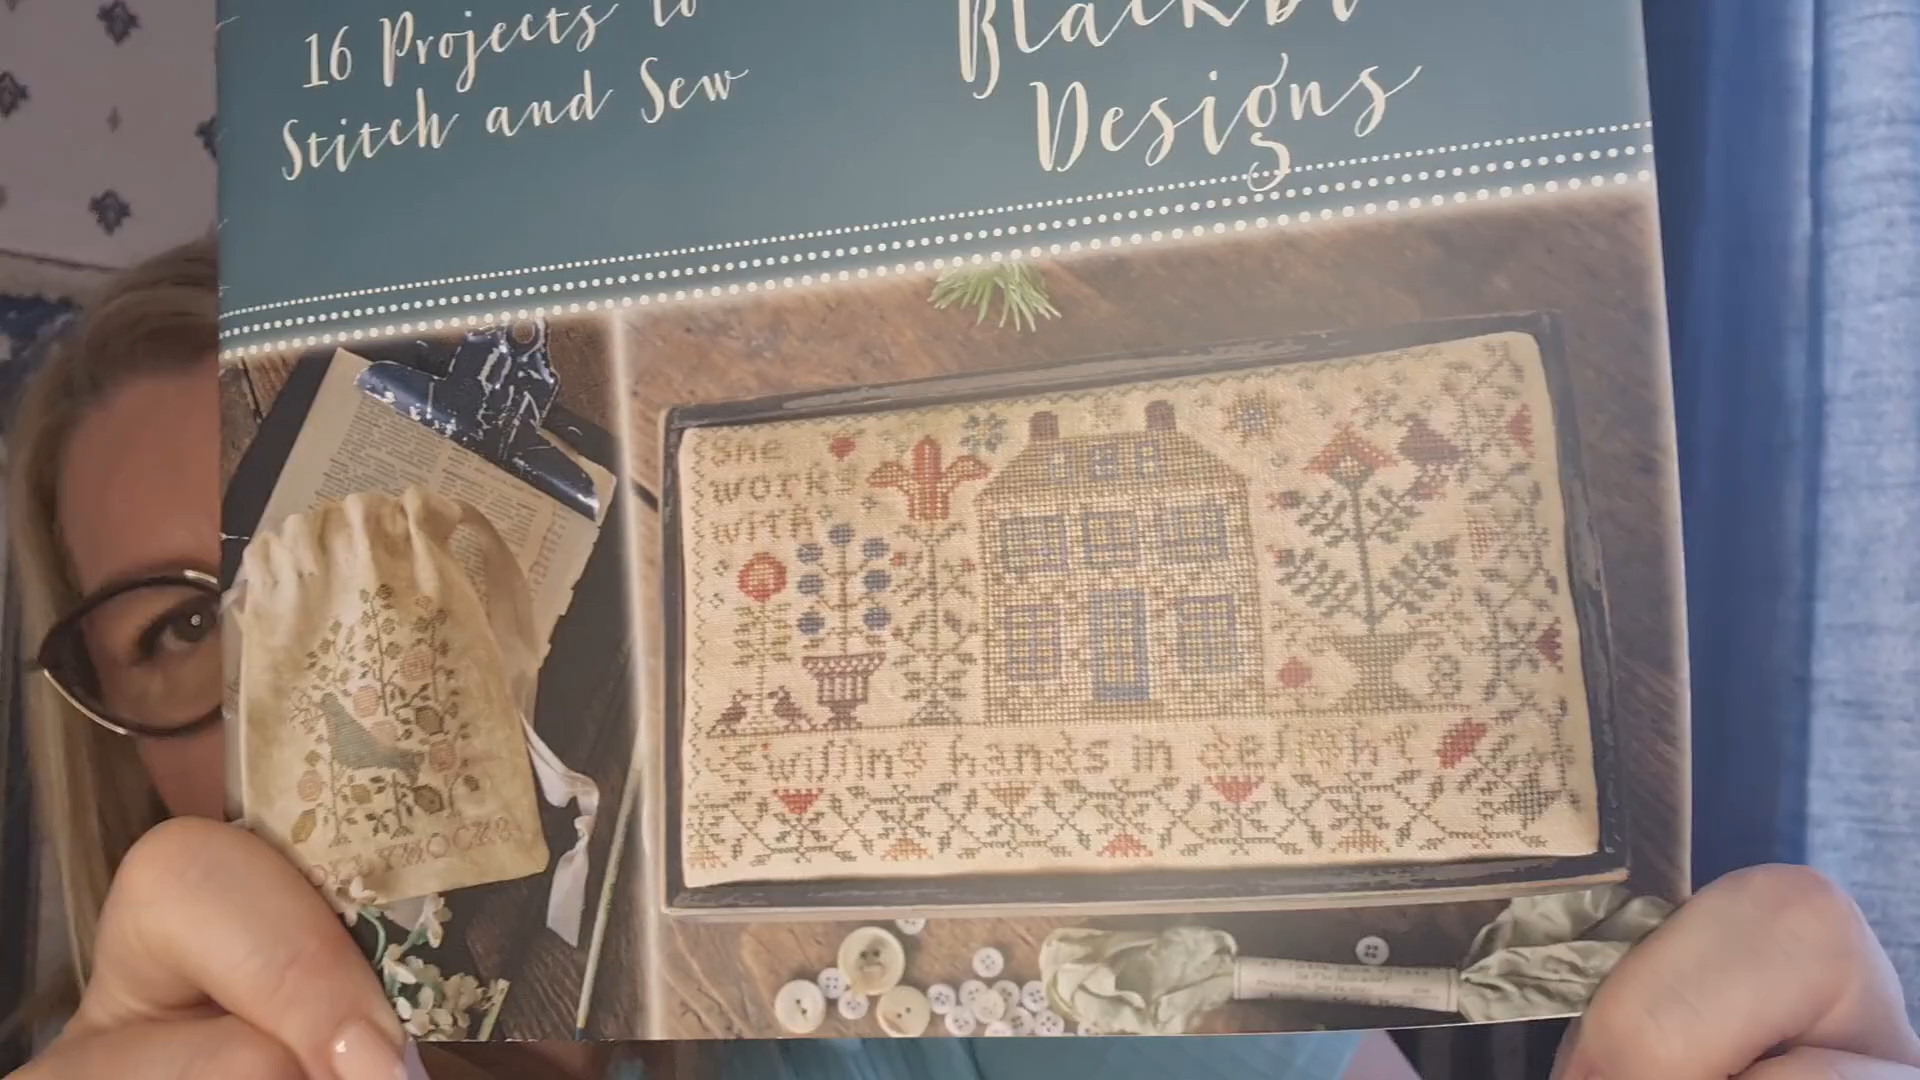 16 Projects to
Stitch and Sew
Designs
She
works
with
willing hands in delight